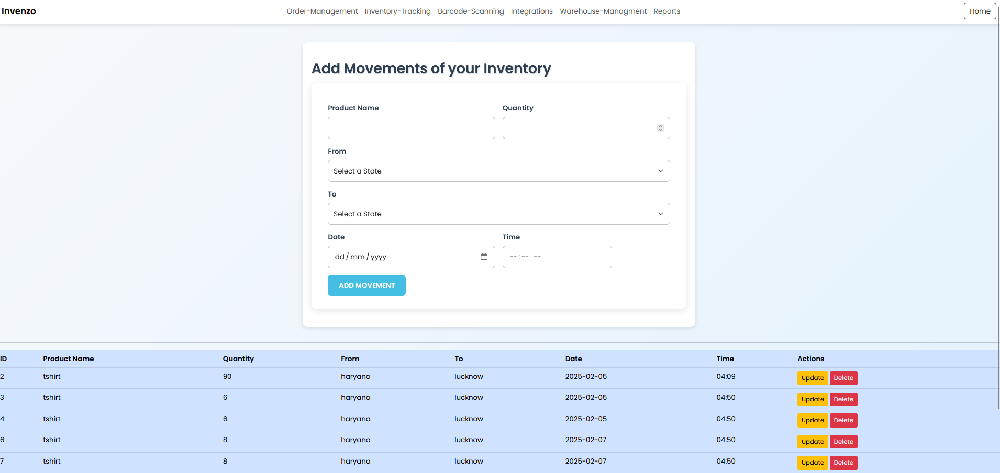 Invenzo Order-Management Inventory-Tracking Barcode-Scanning Integrations Warehouse-Managment Reports Home
Add Movements of your Inventory
Product Name Quantity
From
Select a State
To
Select a State
Date Time
dd/mm/yyyy --:-- --
ADD MOVEMENT
ID Product Name Quantity From To Date Time Actions
2 tshirt 90 haryana lucknow 2025-02-05 04:09 Update Delete
3 tshirt 6 haryana lucknow 2025-02-05 04:50 Update Delete
4 tshirt 6 haryana lucknow 2025-02-05 04:50 Update Delete
6 tshirt 8 haryana lucknow 2025-02-07 04:50 Update Delete
7 tshirt 8 haryana lucknow 2025-02-07 04:50 Update Delete